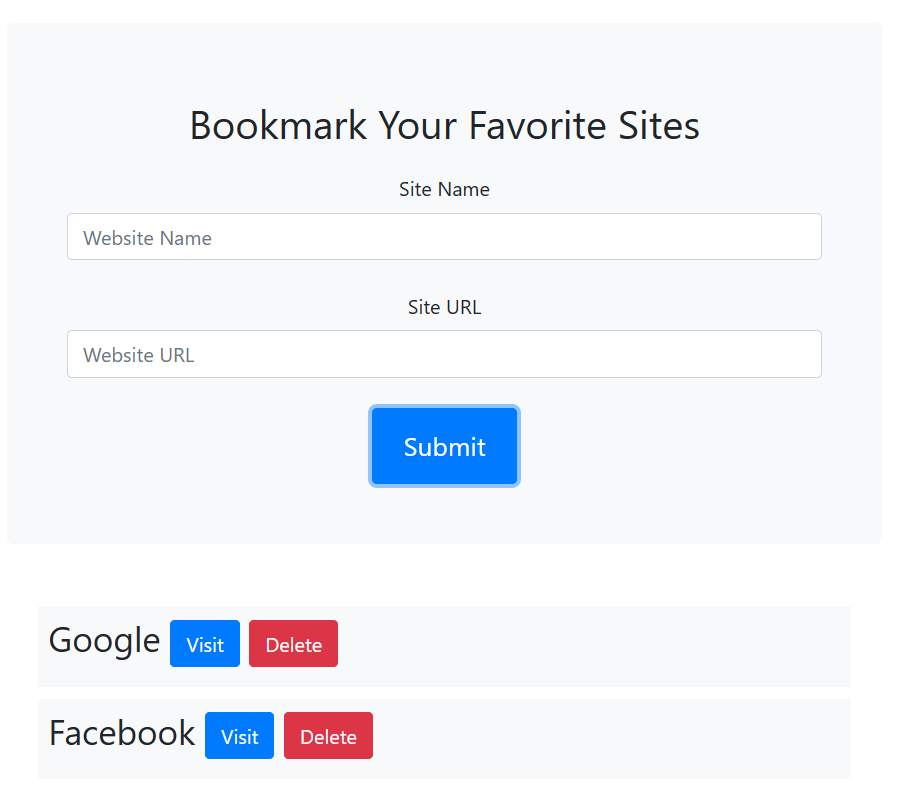 Bookmark Your Favorite Sites
Site Name
Website Name
Site URL
Website URL
Submit
Google Visit Delete
Facebook Visit Delete